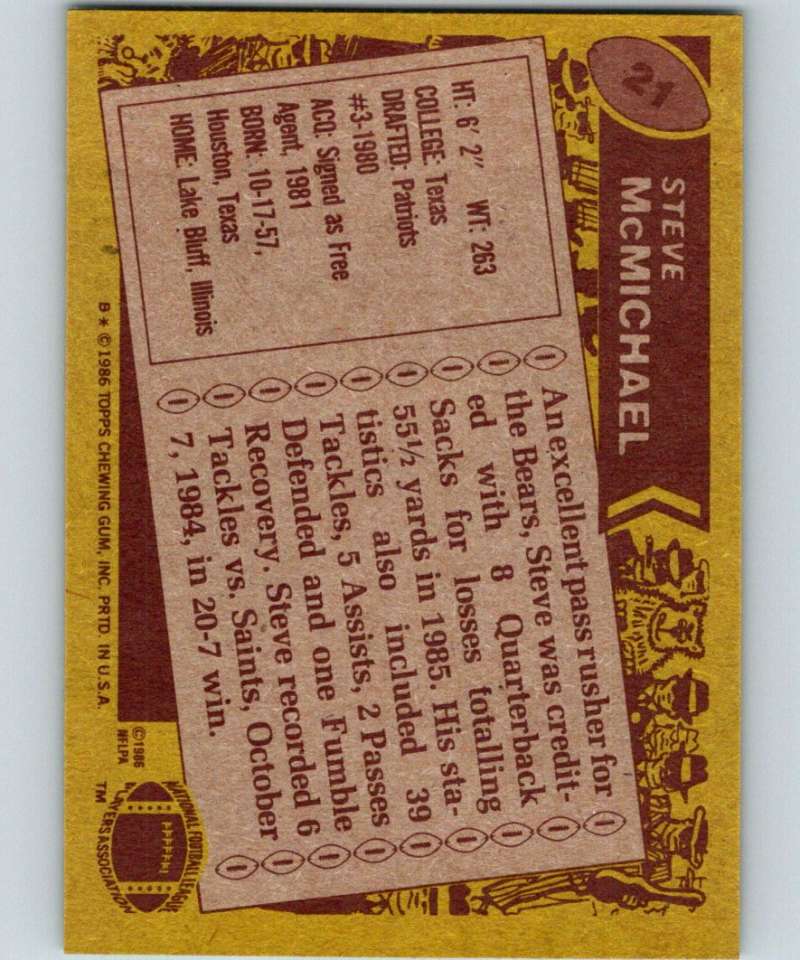 21
STEVE
McMICHAEL
HT: 6' 2" WT: 263
COLLEGE: Texas
DRAFTED: Patriots
#3-1980
ACQ: Signed as Free
Agent, 1981
BORN: 10-17-57,
Houston, Texas
HOME: Lake Bluff, Illinois
An excellent pass rusher for
the Bears, Steve was credit-
ed with 8 Quarterback
Sacks for losses totalling
55½ yards in 1985. His sta-
tistics also included 39
Tackles, 5 Assists, 2 Passes
Defended and one Fumble
Recovery. Steve recorded 6
Tackles vs. Saints, October
7, 1984, in 20-7 win.
B * © 1986 TOPPS CHEWING GUM, INC. PRTD. IN U.S.A.
© 1986
NFLPA
NATIONAL FOOTBALL LEAGUE
PLAYERS ASSOCIATION
TM